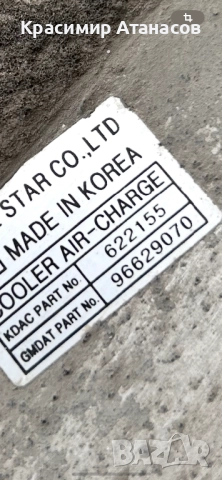 Красимир Атанасов
STAR CO.,LTD
MADE IN KOREA
COOLER AIR-CHARGE
KDAC PART No. 622155
GMDAT PART No. 96629070
BAZAR